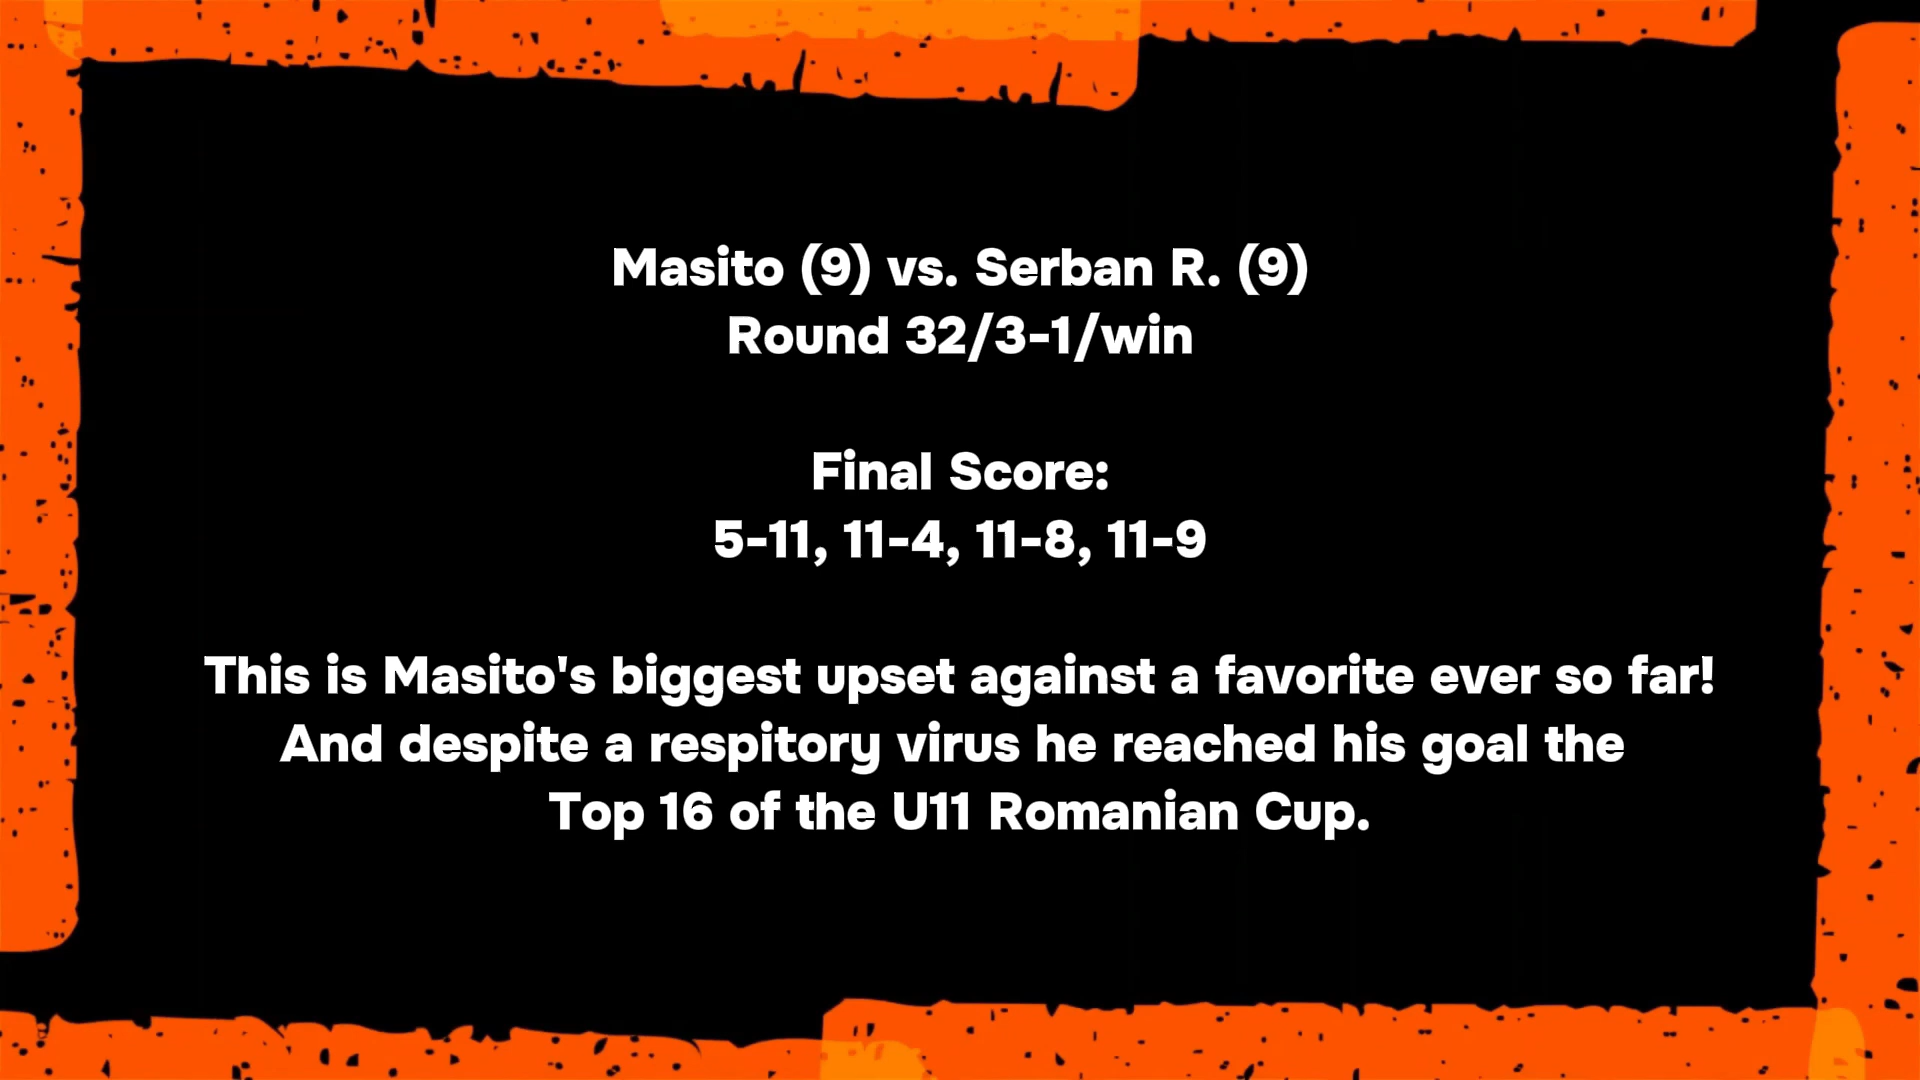 Masito (9) vs. Serban R. (9)
Round 32/3-1/win
Final Score:
5-11, 11-4, 11-8, 11-9
This is Masito's biggest upset against a favorite ever so far!
And despite a respitory virus he reached his goal the
Top 16 of the U11 Romanian Cup.